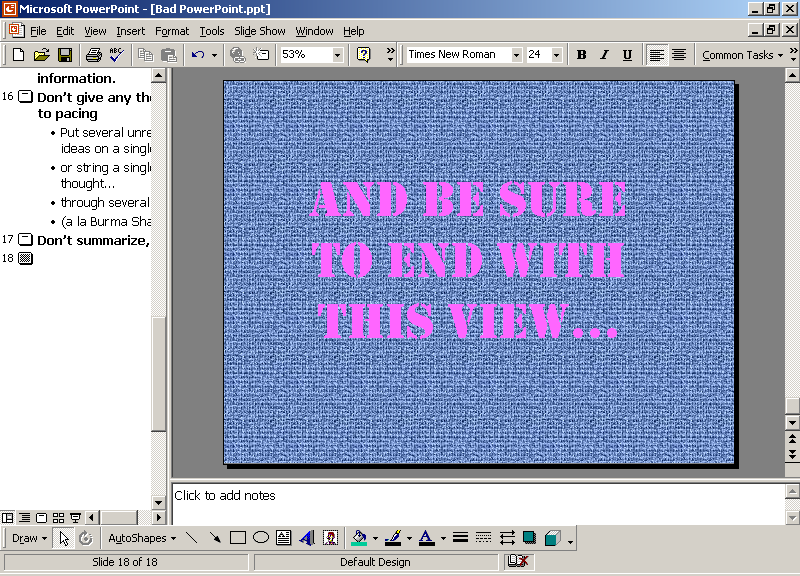 Microsoft PowerPoint - [Bad PowerPoint.ppt]
File Edit View Insert Format Tools Slide Show Window Help
53% Times New Roman 24 B I U Common Tasks
information.
16 Don't give any th
to pacing
• Put several unre
ideas on a singl
• or string a singl
thought...
• through several
• (a la Burma Sha
17 Don't summarize,
18
AND BE SURE
TO END WITH
THIS VIEW...
Click to add notes
Draw AutoShapes
Slide 18 of 18 Default Design